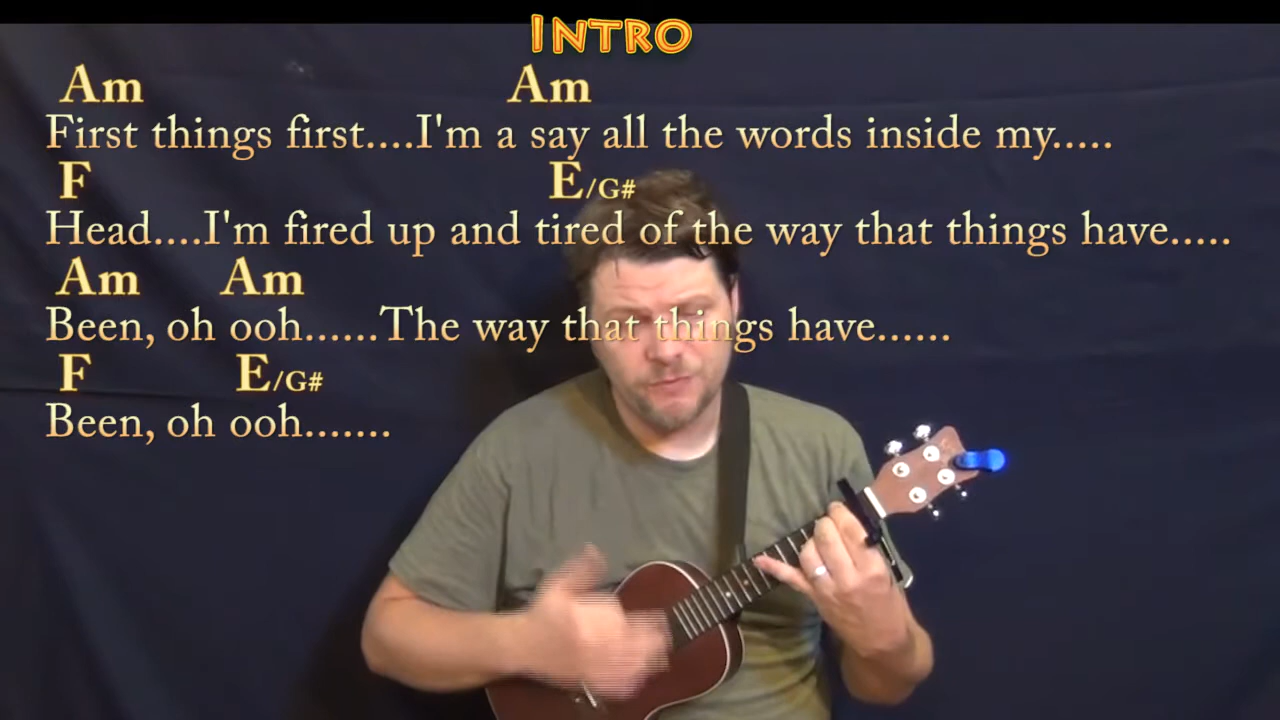 INTRO
Am Am
First things first....I'm a say all the words inside my.....
F E/G#
Head....I'm fired up and tired of the way that things have.....
Am Am
Been, oh ooh......The way that things have......
F E/G#
Been, oh ooh.......